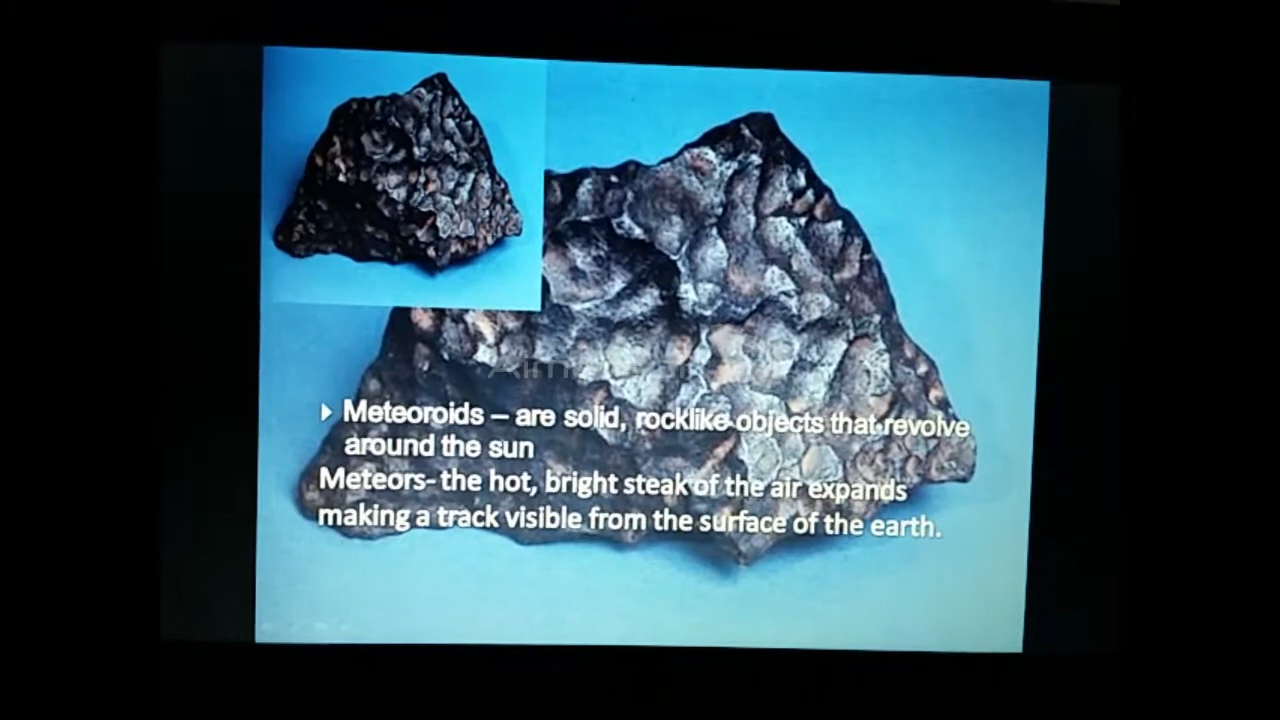 Meteoroids – are solid, rocklike objects that revolve
around the sun
Meteors- the hot, bright steak of the air expands
making a track visible from the surface of the earth.